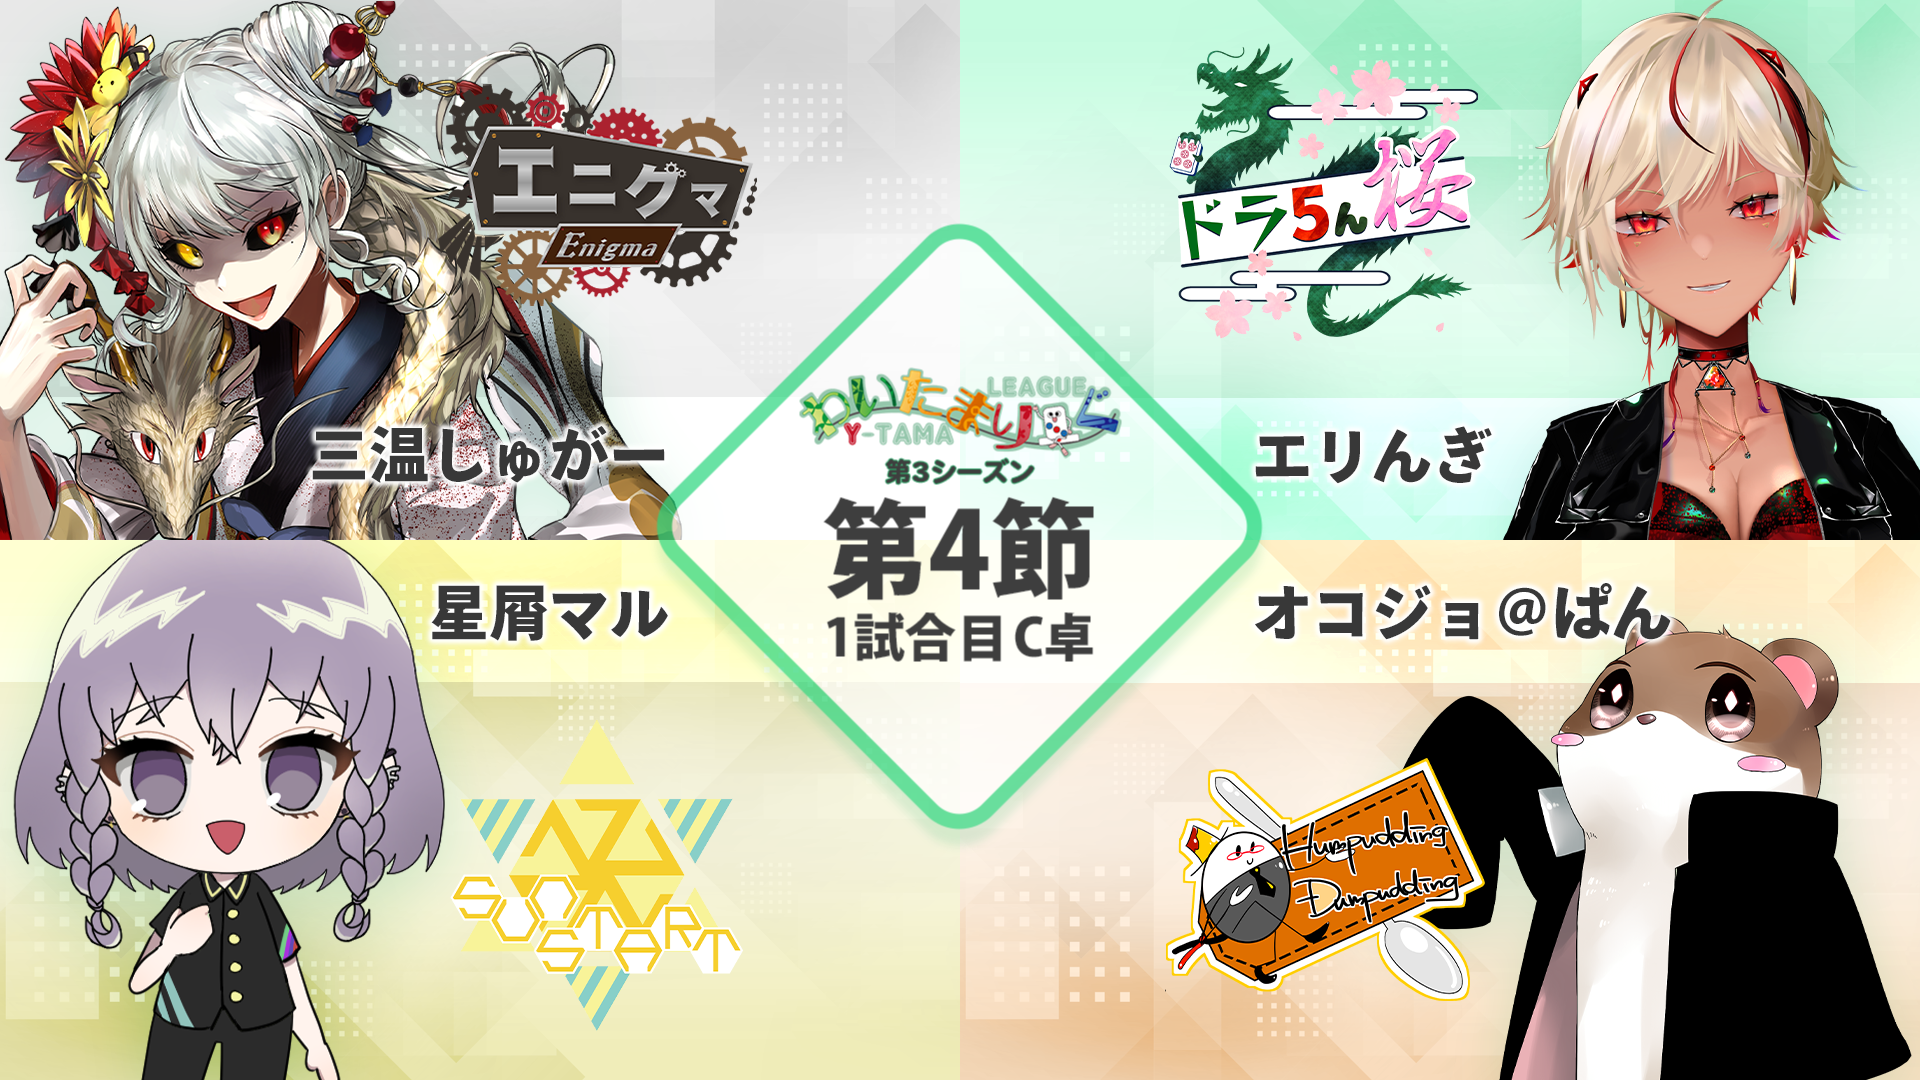 エニグマ
Enigma
三温しゅがー
ドラ5ん桜
エリんぎ
わいたまりーぐ
LEAGUE
Y-TAMA
第3シーズン
第4節
1試合目 C卓
星屑マル
SUO
START
オコジョ@ぱん
Humpudding
Dumpudding